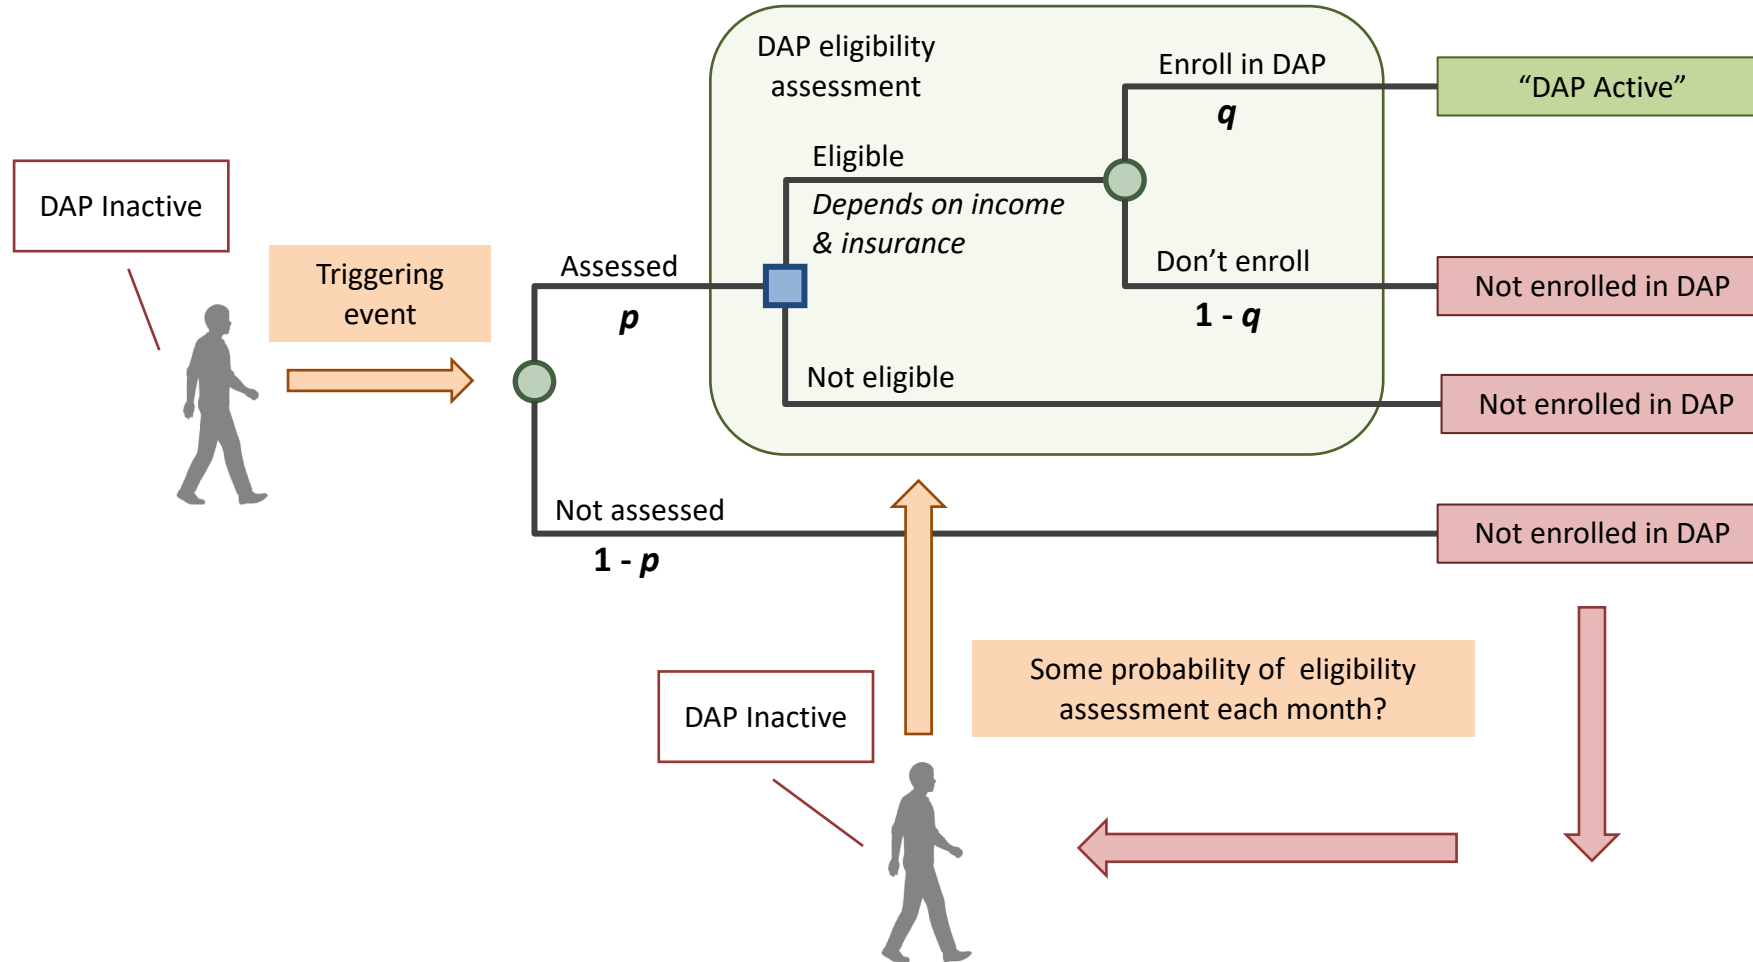 DAP eligibility
assessment
Enroll in DAP
q
“DAP Active”
Eligible
Depends on income
& insurance
DAP Inactive
Triggering
event
Assessed
p
Don’t enroll
1 - q
Not enrolled in DAP
Not eligible
Not enrolled in DAP
Not assessed
1 - p
Not enrolled in DAP
Some probability of  eligibility
assessment each month?
DAP Inactive